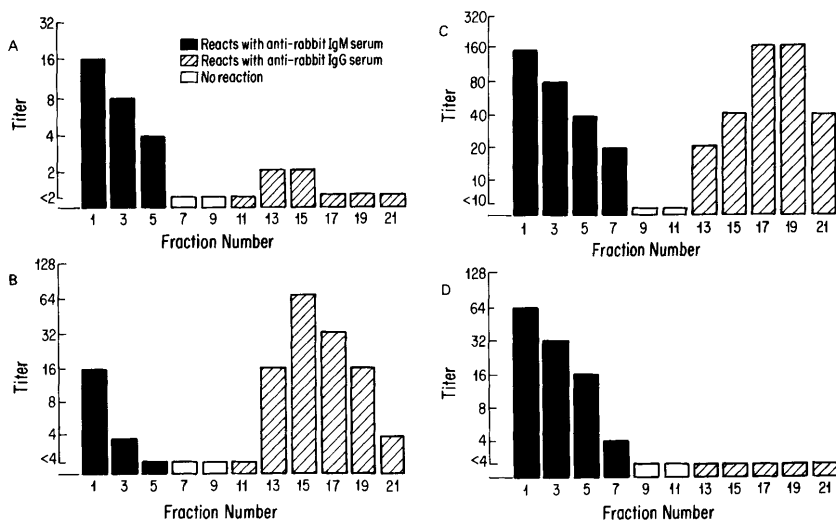 A
Titer
32
16
8
4
2
<2
Reacts with anti-rabbit IgM serum
Reacts with anti-rabbit IgG serum
No reaction
1 3 5 7 9 11 13 15 17 19 21
Fraction Number
C
Titer
320
160
80
40
20
10
<10
1 3 5 7 9 11 13 15 17 19 21
Fraction Number
B
Titer
128
64
32
16
8
4
<4
1 3 5 7 9 11 13 15 17 19 21
Fraction Number
D
Titer
128
64
32
16
8
4
<4
1 3 5 7 9 11 13 15 17 19 21
Fraction Number